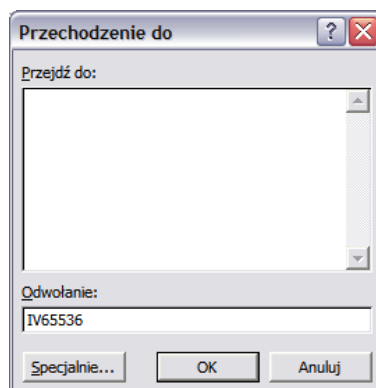 Przechodzenie do
Przejdź do:
Odwołanie:
IV65536
Specjalnie... OK Anuluj